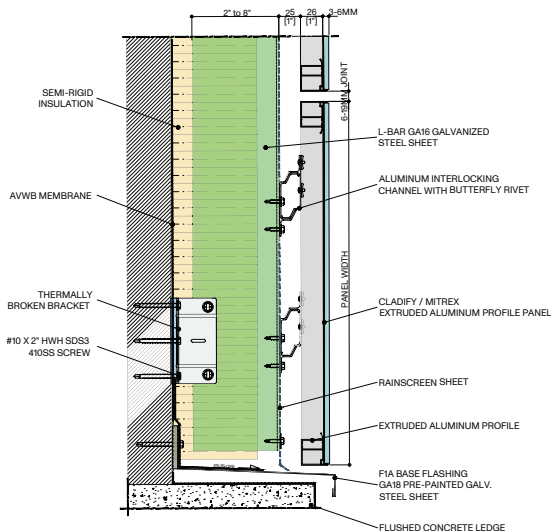 2" to 8"
25
[1"]
26
[1"]
3-6MM
6-19MM JOINT
SEMI-RIGID
INSULATION
L-BAR GA16 GALVANIZED
STEEL SHEET
ALUMINUM INTERLOCKING
CHANNEL WITH BUTTERFLY RIVET
AVWB MEMBRANE
PANEL WIDTH
THERMALLY
BROKEN BRACKET
CLADIFY / MITREX
EXTRUDED ALUMINUM PROFILE PANEL
#10 X 2" HWH SDS3
410SS SCREW
RAINSCREEN SHEET
EXTRUDED ALUMINUM PROFILE
F1A BASE FLASHING
GA18 PRE-PAINTED GALV.
STEEL SHEET
FLUSHED CONCRETE LEDGE